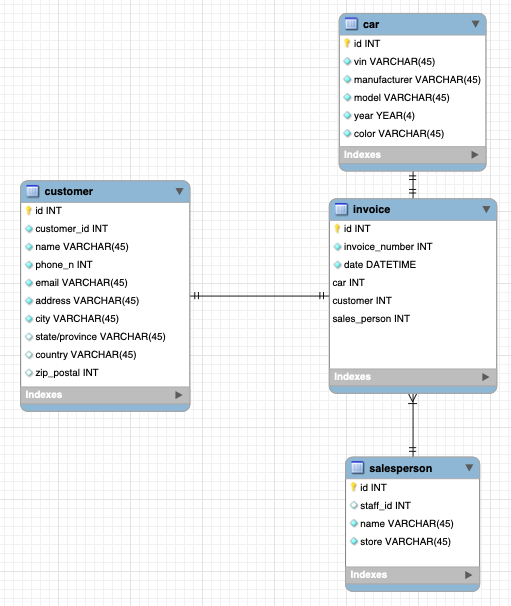 car
id INT
vin VARCHAR(45)
manufacturer VARCHAR(45)
model VARCHAR(45)
year YEAR(4)
color VARCHAR(45)
Indexes
customer
id INT
customer_id INT
name VARCHAR(45)
phone_n INT
email VARCHAR(45)
address VARCHAR(45)
city VARCHAR(45)
state/province VARCHAR(45)
country VARCHAR(45)
zip_postal INT
Indexes
invoice
id INT
invoice_number INT
date DATETIME
car INT
customer INT
sales_person INT
Indexes
salesperson
id INT
staff_id INT
name VARCHAR(45)
store VARCHAR(45)
Indexes